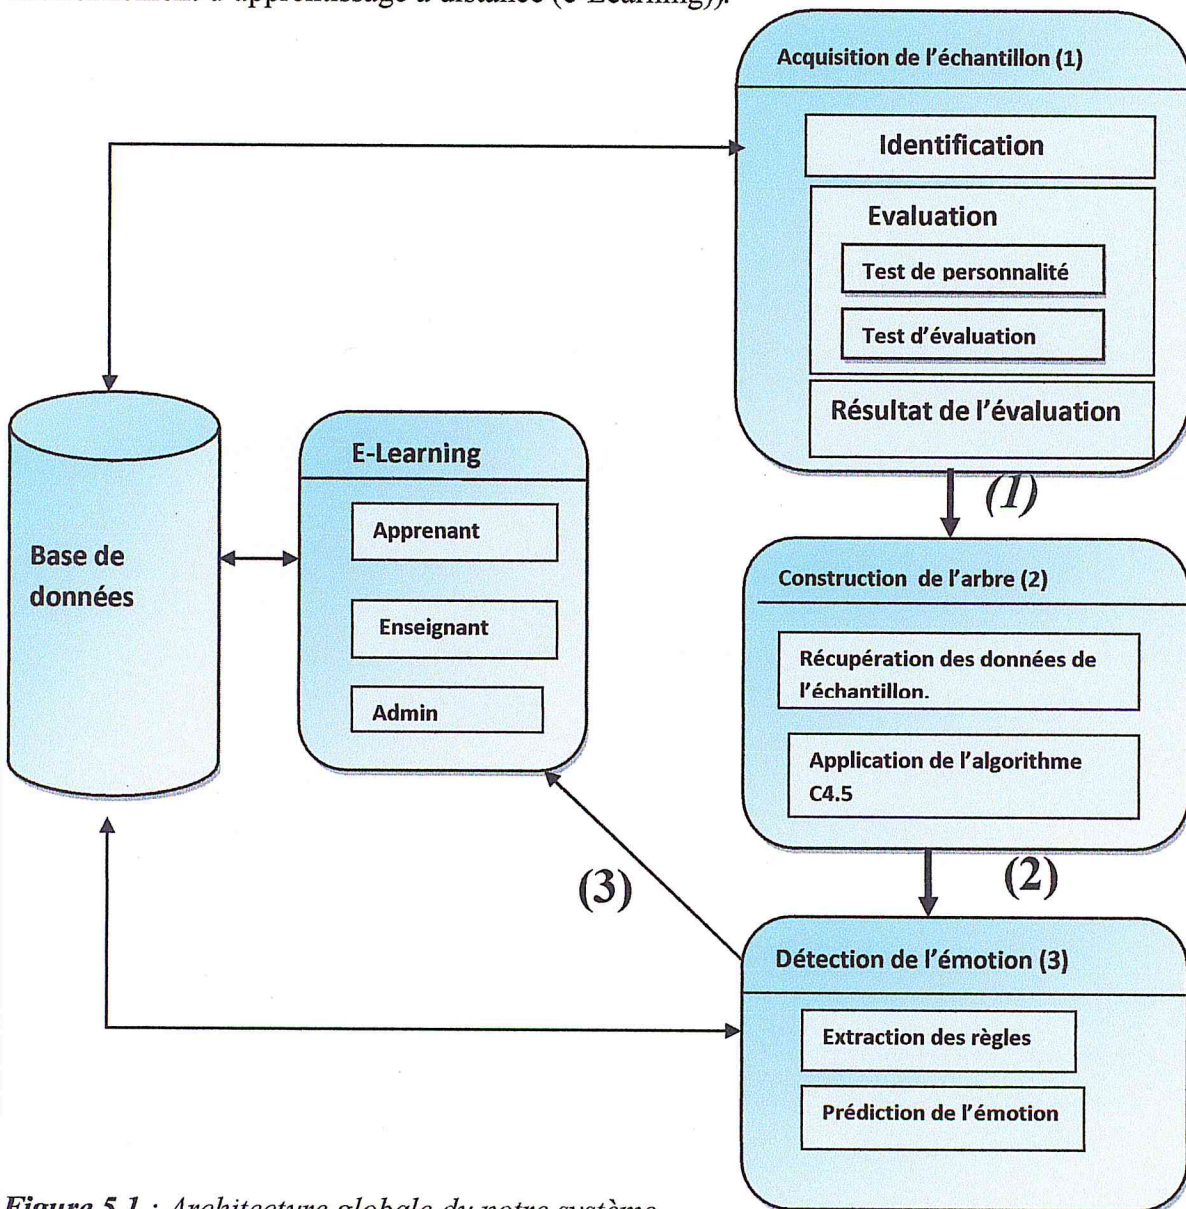 d'apprentissage à distance (e-Learning)).
Acquisition de l'échantillon (1)
Identification
Evaluation
Test de personnalité
Test d'évaluation
Résultat de l'évaluation
(1)
E-Learning
Apprenant
Enseignant
Admin
Base de
données
Construction de l'arbre (2)
Récupération des données de
l'échantillon.
Application de l'algorithme
C4.5
(2)
(3)
Détection de l'émotion (3)
Extraction des règles
Prédiction de l'émotion
Figure 5.1 : Architecture globale du notre système